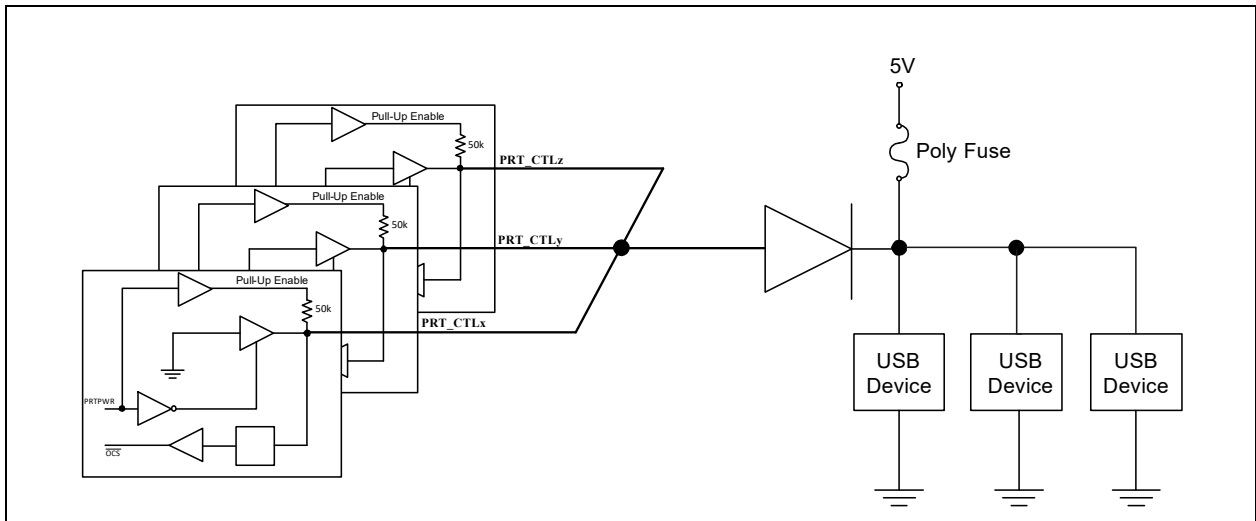 5V
Poly Fuse
Pull-Up Enable
50k
PRT_CTLz
Pull-Up Enable
50k
PRT_CTLy
Pull-Up Enable
50k
PRT_CTLx
PRTPWR
OCS
USB
Device
USB
Device
USB
Device